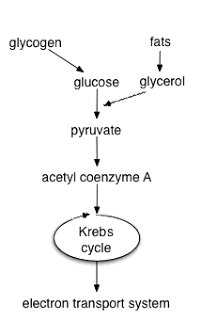 glycogen fats
glucose glycerol
pyruvate
acetyl coenzyme A
Krebs
cycle
electron transport system